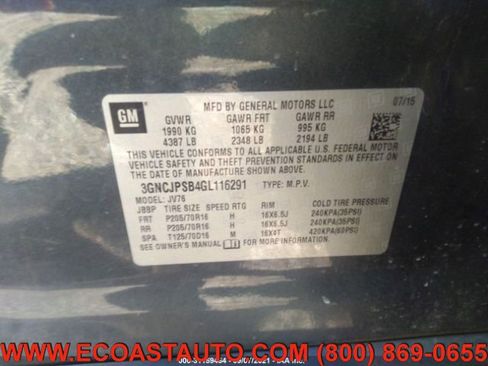 GM
MFD BY GENERAL MOTORS LLC
07/15
GVWR GAWR FRT GAWR RR
1990 KG 1065 KG 995 KG
4387 LB 2348 LB 2194 LB
THIS VEHICLE CONFORMS TO ALL APPLICABLE
U.S. FEDERAL MOTOR VEHICLE SAFETY, BUMPER
AND THEFT PREVENTION STANDARDS IN EFFECT ON
THE DATE OF MANUFACTURE SHOWN ABOVE.
3GNCJPSB4GL116291 TYPE: M.P.V.
MODEL: JV76
JBBP TIRE SIZE SPEED RTG RIM COLD TIRE PRESSURE
FRT P205/70R16 H 16X6.5J 240KPA(35PSI)
RR P205/70R16 H 16X6.5J 240KPA(35PSI)
SPA T125/70D16 M 16X4T 420KPA(60PSI)
SEE OWNER'S MANUAL FOR ADDITIONAL INFORMATION.
WWW.ECOASTAUTO.COM (800) 869-0655